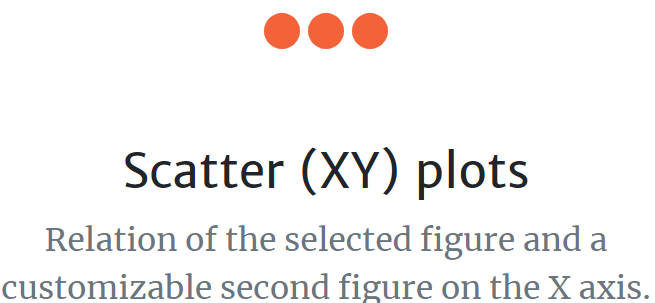 Scatter (XY) plots
Relation of the selected figure and a
customizable second figure on the X axis.